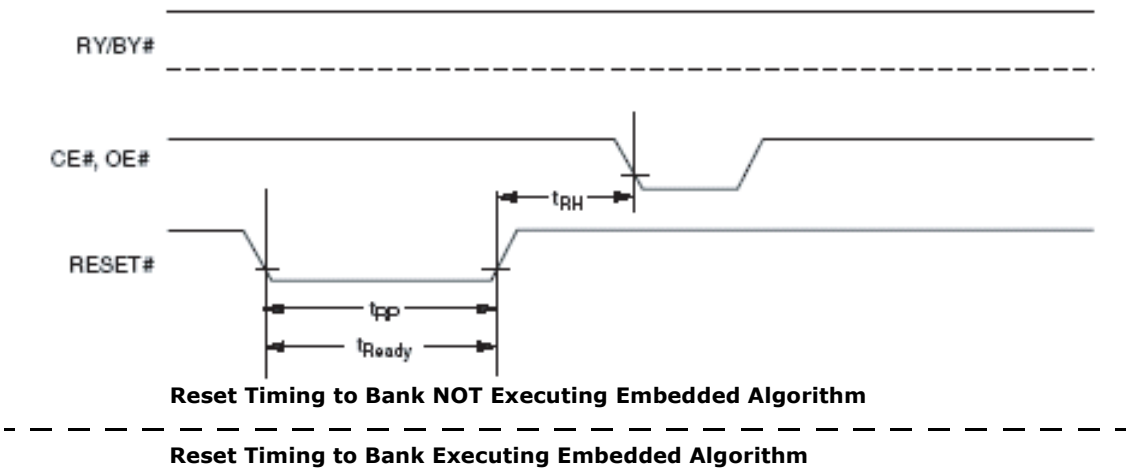 RY/BY#
CE#, OE#
tRH
RESET#
tRP
tReady
Reset Timing to Bank NOT Executing Embedded Algorithm
Reset Timing to Bank Executing Embedded Algorithm